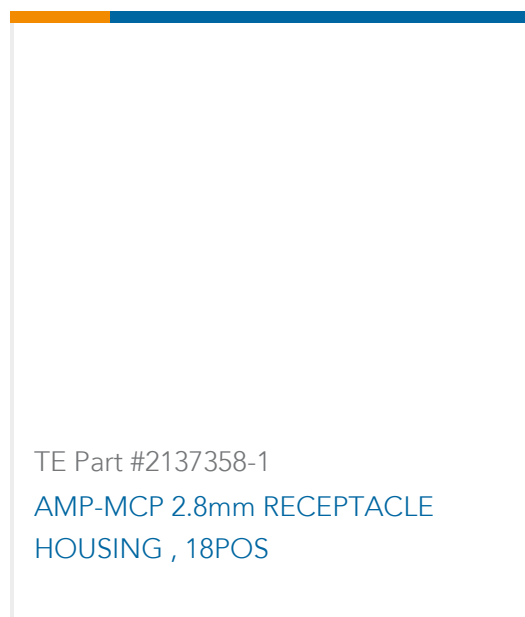 TE Part #2137358-1
AMP-MCP 2.8mm RECEPTACLE
HOUSING , 18POS